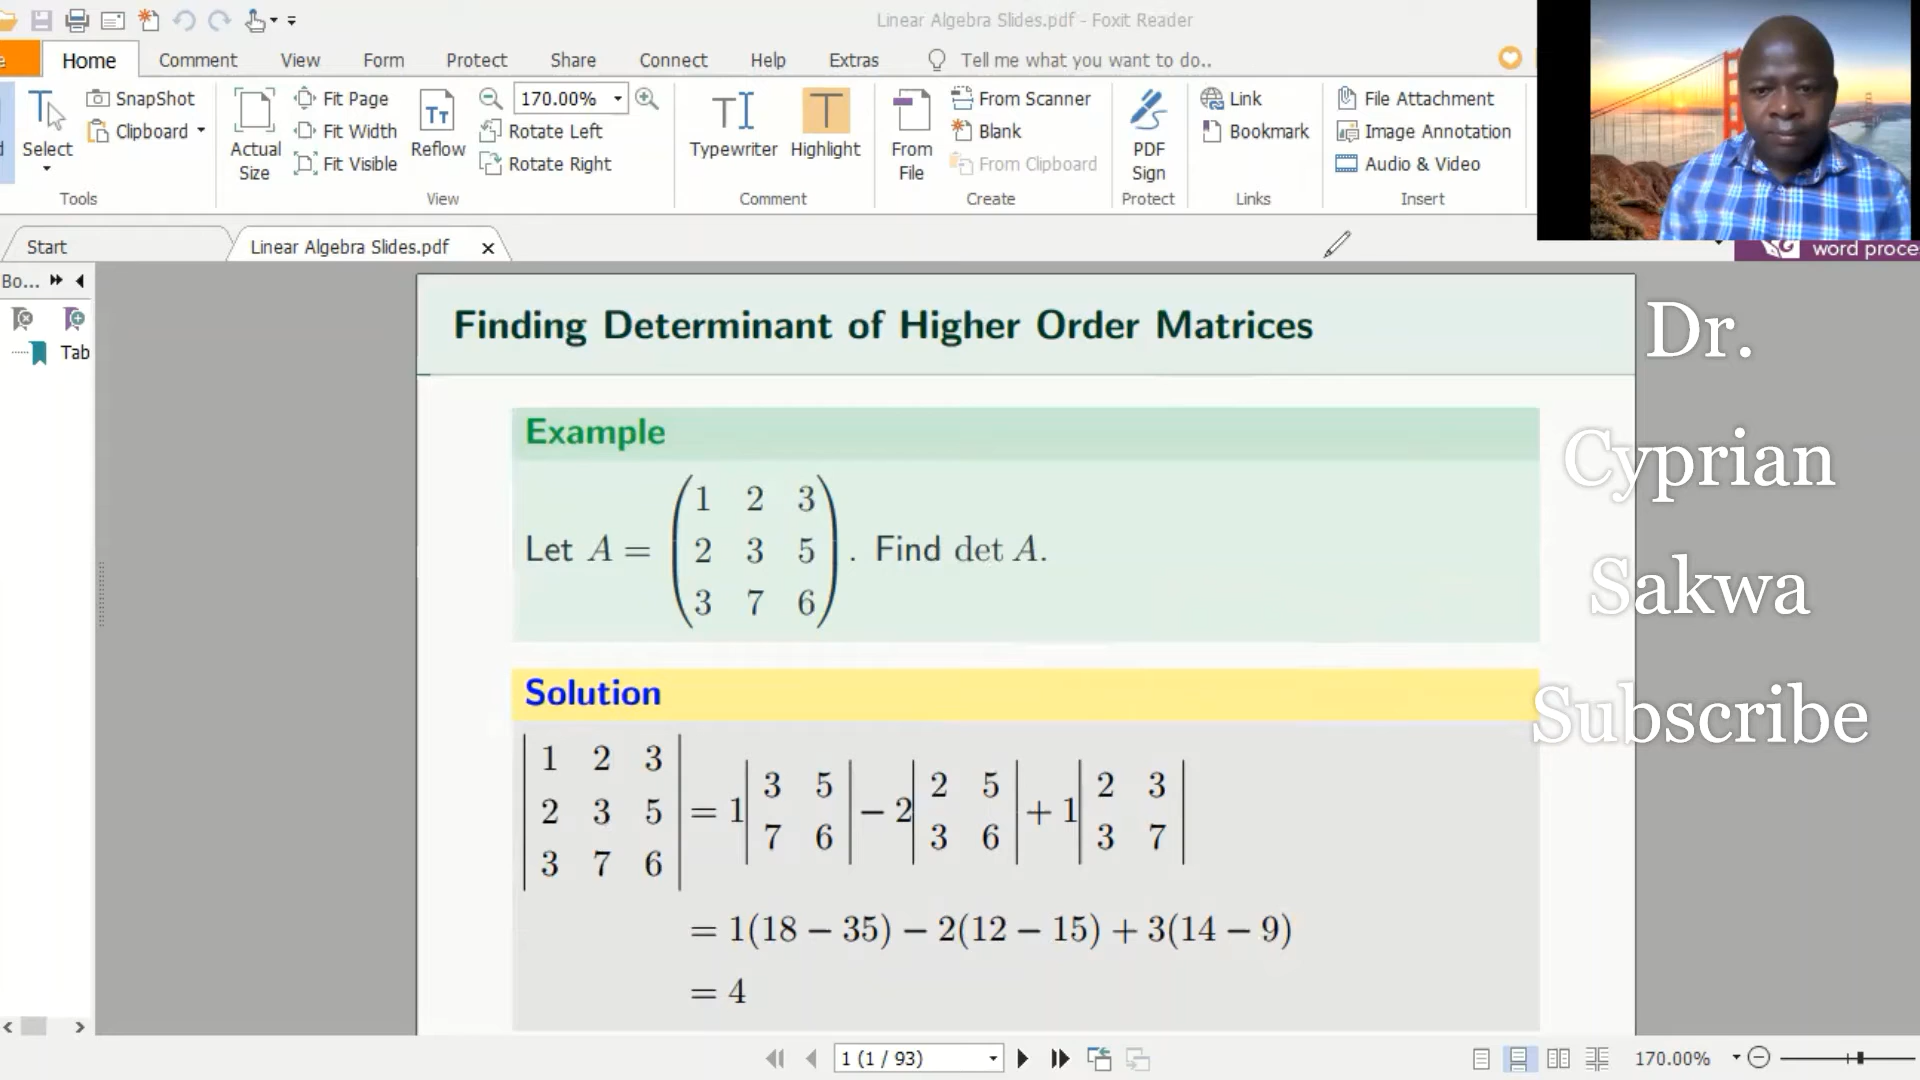 Linear Algebra Slides.pdf - Foxit Reader
Home Comment View Form Protect Share Connect Help Extras Tell me what you want to do..
SnapShot
Clipboard
Select
Tools
Actual Size
Fit Page
Fit Width
Fit Visible
Reflow
170.00%
Rotate Left
Rotate Right
View
Typewriter
Highlight
Comment
From File
From Scanner
Blank
From Clipboard
Create
PDF Sign
Protect
Link
Bookmark
Links
File Attachment
Image Annotation
Audio & Video
Insert
Start
Linear Algebra Slides.pdf
word proce
Bo...
Tab
Finding Determinant of Higher Order Matrices
Example
Let A = (1 2 3
2 3 5
3 7 6). Find det A.
Solution
|1 2 3
2 3 5
3 7 6| = 1|3 5
7 6| − 2|2 5
3 6| + 1|2 3
3 7|
= 1(18 − 35) − 2(12 − 15) + 3(14 − 9)
= 4
Dr.
Cyprian
Sakwa
Subscribe
1 (1 / 93)
170.00%